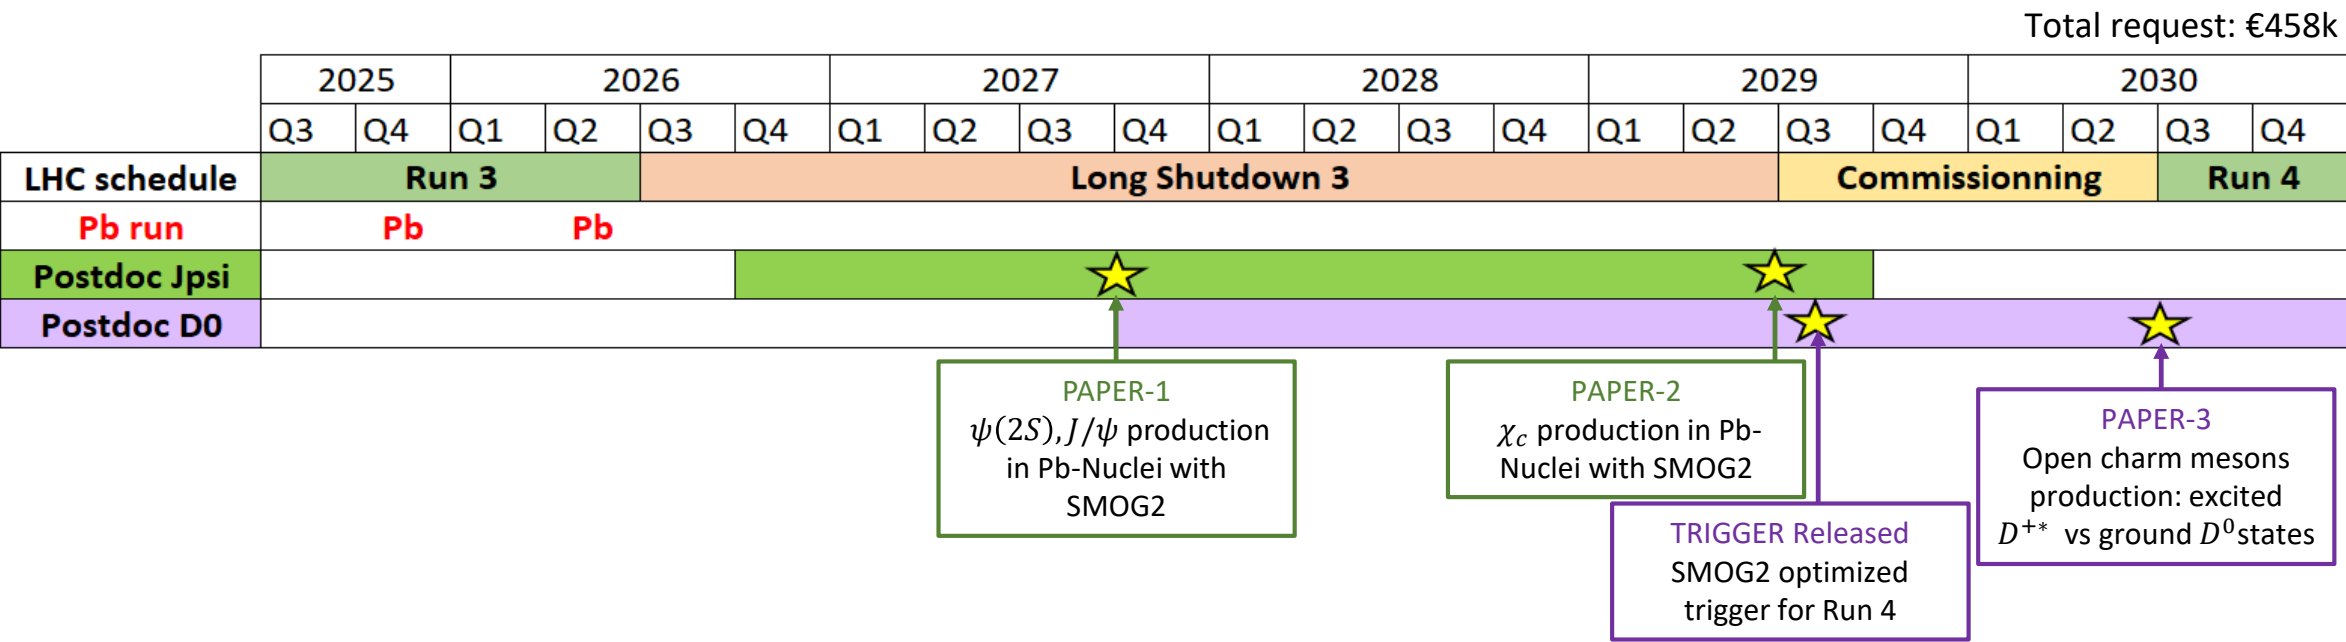 Total request: €458k
2025 2026 2027 2028 2029 2030
Q3 Q4 Q1 Q2 Q3 Q4 Q1 Q2 Q3 Q4 Q1 Q2 Q3 Q4 Q1 Q2 Q3 Q4 Q1 Q2 Q3 Q4
LHC schedule Run 3 Long Shutdown 3 Commissionning Run 4
Pb run Pb Pb
Postdoc Jpsi
Postdoc D0
PAPER-1
ψ(2S), J/ψ production
in Pb-Nuclei with
SMOG2
PAPER-2
χ_c production in Pb-
Nuclei with SMOG2
TRIGGER Released
SMOG2 optimized
trigger for Run 4
PAPER-3
Open charm mesons
production: excited
D⁺* vs ground D⁰states